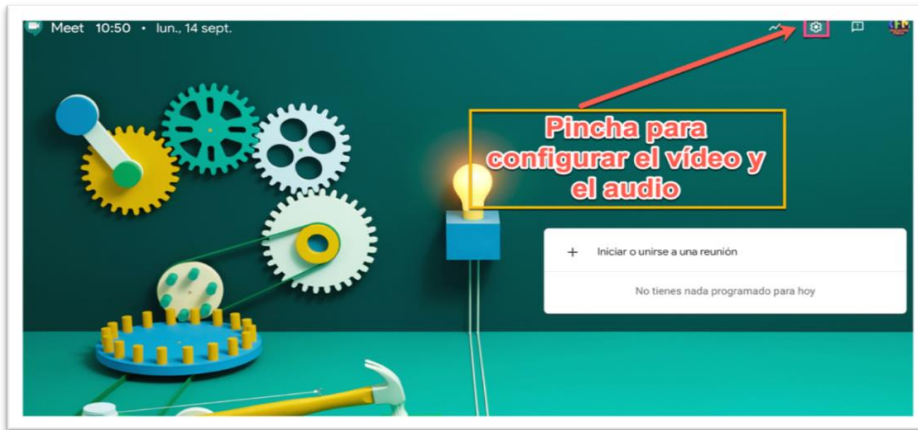 Meet 10:50 • lun., 14 sept.
Pincha para
configurar el vídeo y
el audio
+ Iniciar o unirse a una reunión
No tienes nada programado para hoy